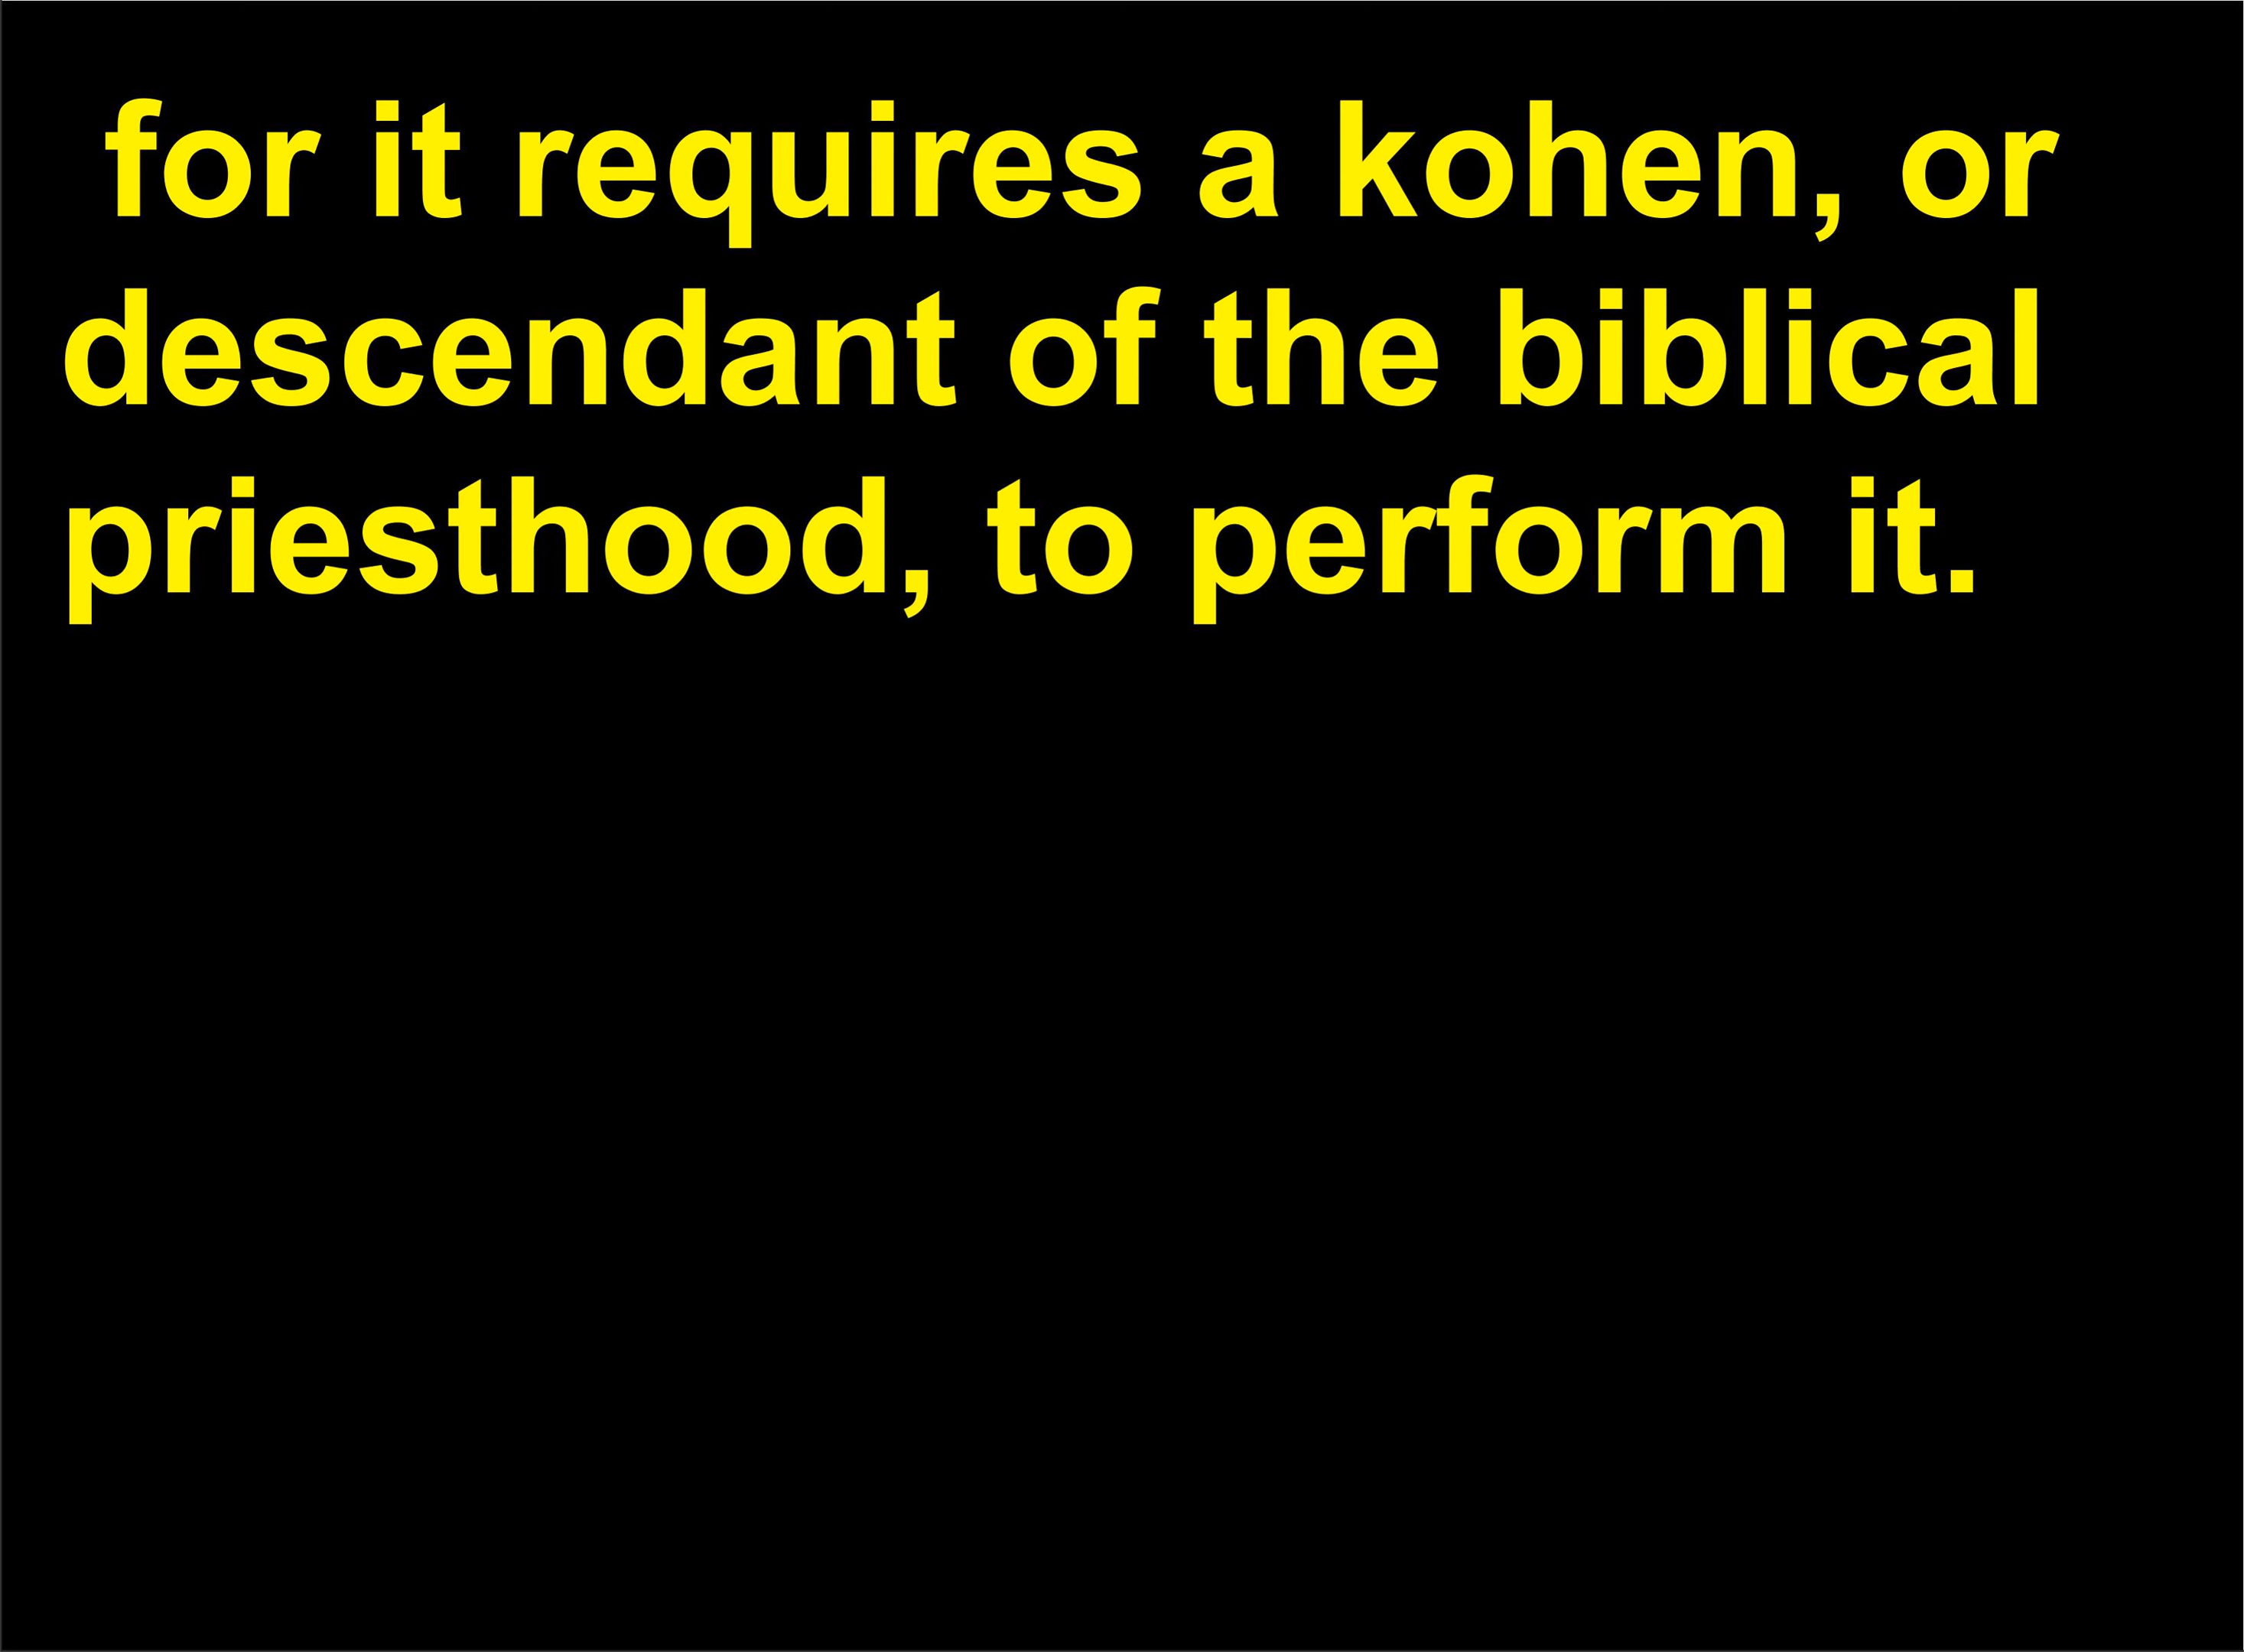 for it requires a kohen, or
descendant of the biblical
priesthood, to perform it.